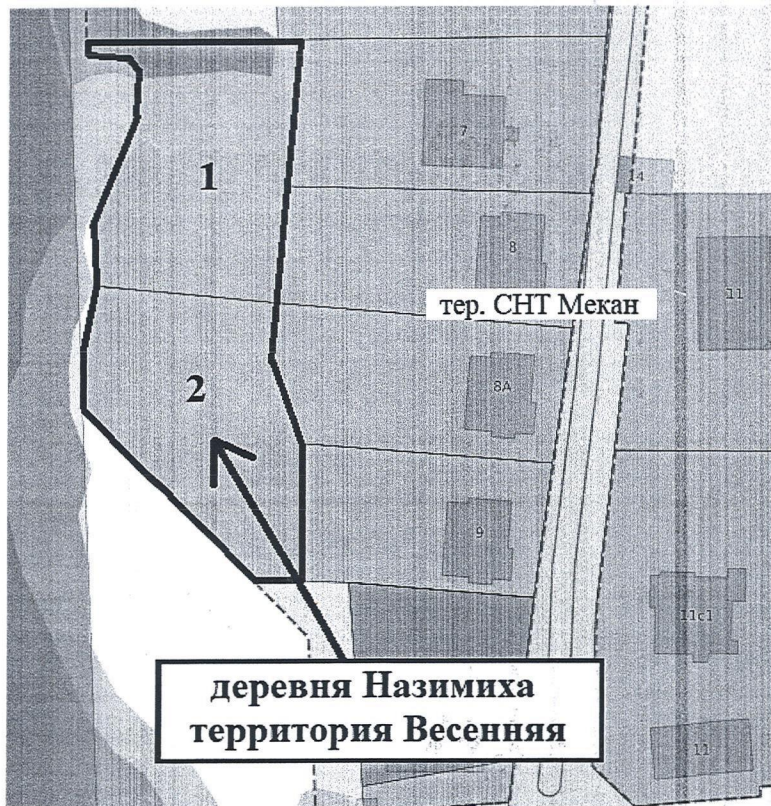 7
1
14
8
тер. СНТ Мекан
11
2
8А
9
11с1
деревня Назимиха
территория Весенняя
11